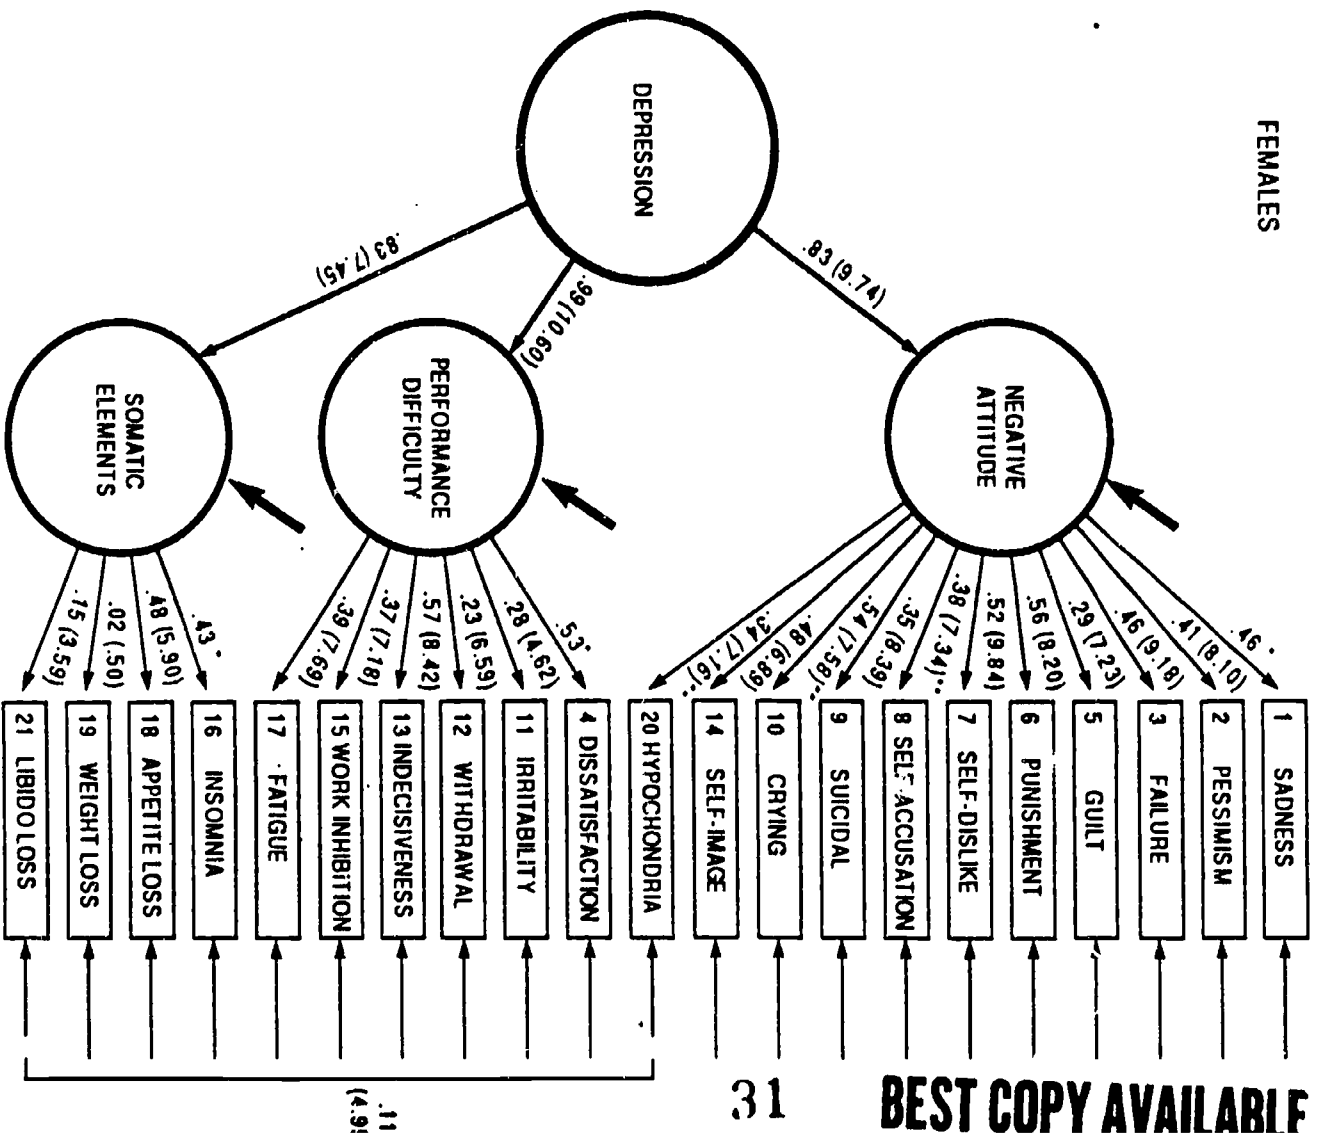 FEMALES
DEPRESSION
.83 (9.74)
.99 (10.60)
.83 (7.45)
NEGATIVE
ATTITUDE
.46 *
.41 (8.10)
.46 (9.18)
.29 (7.23)
.56 (8.20)
.52 (9.84)
.38 (7.34)**
.35 (8.39)
.54 (7.58)**
.48 (6.89)
.34 (7.16)**
1 SADNESS
2 PESSIMISM
3 FAILURE
5 GUILT
6 PUNISHMENT
7 SELF-DISLIKE
8 SELF-ACCUSATION
9 SUICIDAL
10 CRYING
14 SELF-IMAGE
20 HYPOCHONDRIA
PERFORMANCE
DIFFICULTY
.53*
.28 (4.62)
.23 (6.59)
.57 (8.42)
.37 (7.18)
.39 (7.69)
4 DISSATISFACTION
11 IRRITABILITY
12 WITHDRAWAL
13 INDECISIVENESS
15 WORK INHIBITION
17 FATIGUE
SOMATIC
ELEMENTS
.43 *
.48 (5.90)
.02 (.50)
.15 (3.59)
16 INSOMNIA
18 APPETITE LOSS
19 WEIGHT LOSS
21 LIBIDO LOSS
.11
31
BEST COPY AVAILABLE